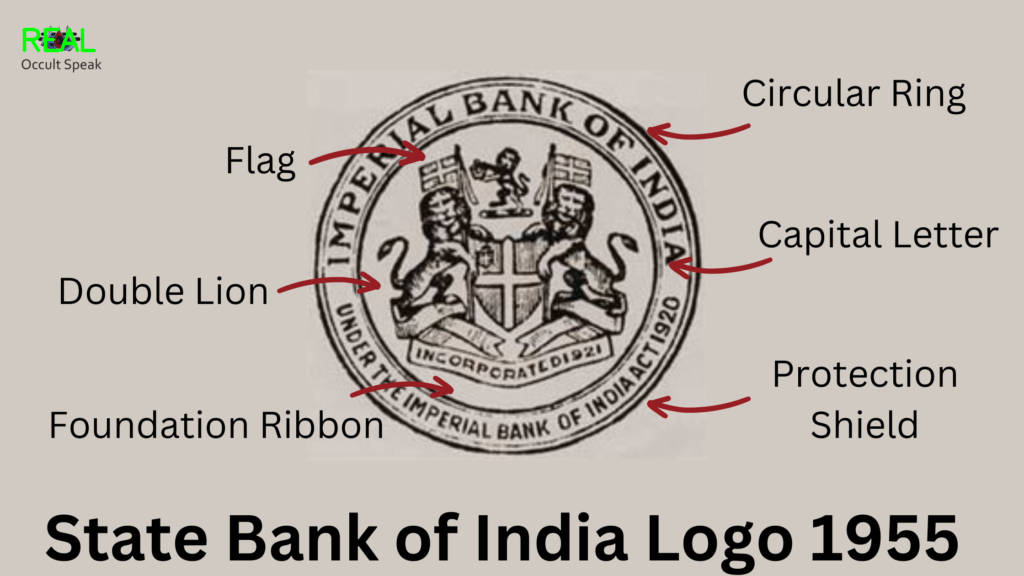 REAL
Occult Speak
Circular Ring
Flag
Capital Letter
Double Lion
Protection
Shield
Foundation Ribbon
IMPERIAL BANK OF INDIA
INCORPORATED 1921
UNDER THE IMPERIAL BANK OF INDIA ACT 1920
State Bank of India Logo 1955